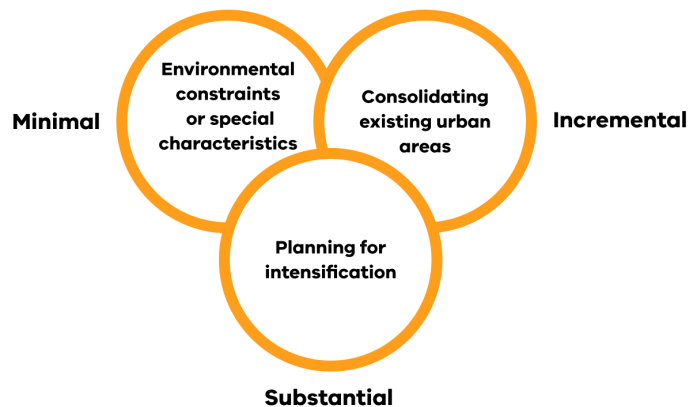 Minimal
Environmental
constraints
or special
characteristics
Consolidating
existing urban
areas
Incremental
Planning for
intensification
Substantial